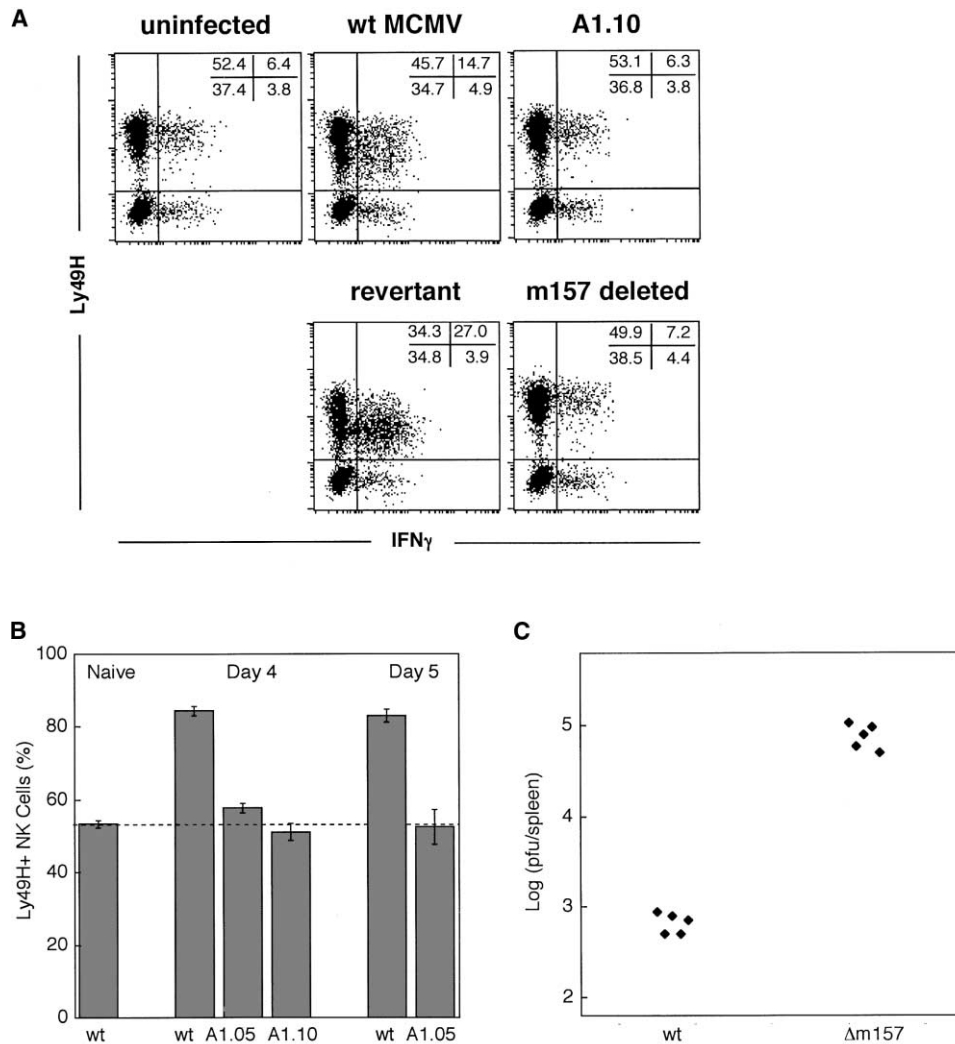 A
uninfected
wt MCMV
A1.10
52.4 6.4
37.4 3.8
45.7 14.7
34.7 4.9
53.1 6.3
36.8 3.8
Ly49H
revertant
m157 deleted
34.3 27.0
34.8 3.9
49.9 7.2
38.5 4.4
IFNγ
B
100
80
60
40
20
0
Ly49H+ NK Cells (%)
Naive
Day 4
Day 5
wt
wt A1.05 A1.10
wt A1.05
C
5
4
3
2
Log (pfu/spleen)
wt
Δm157